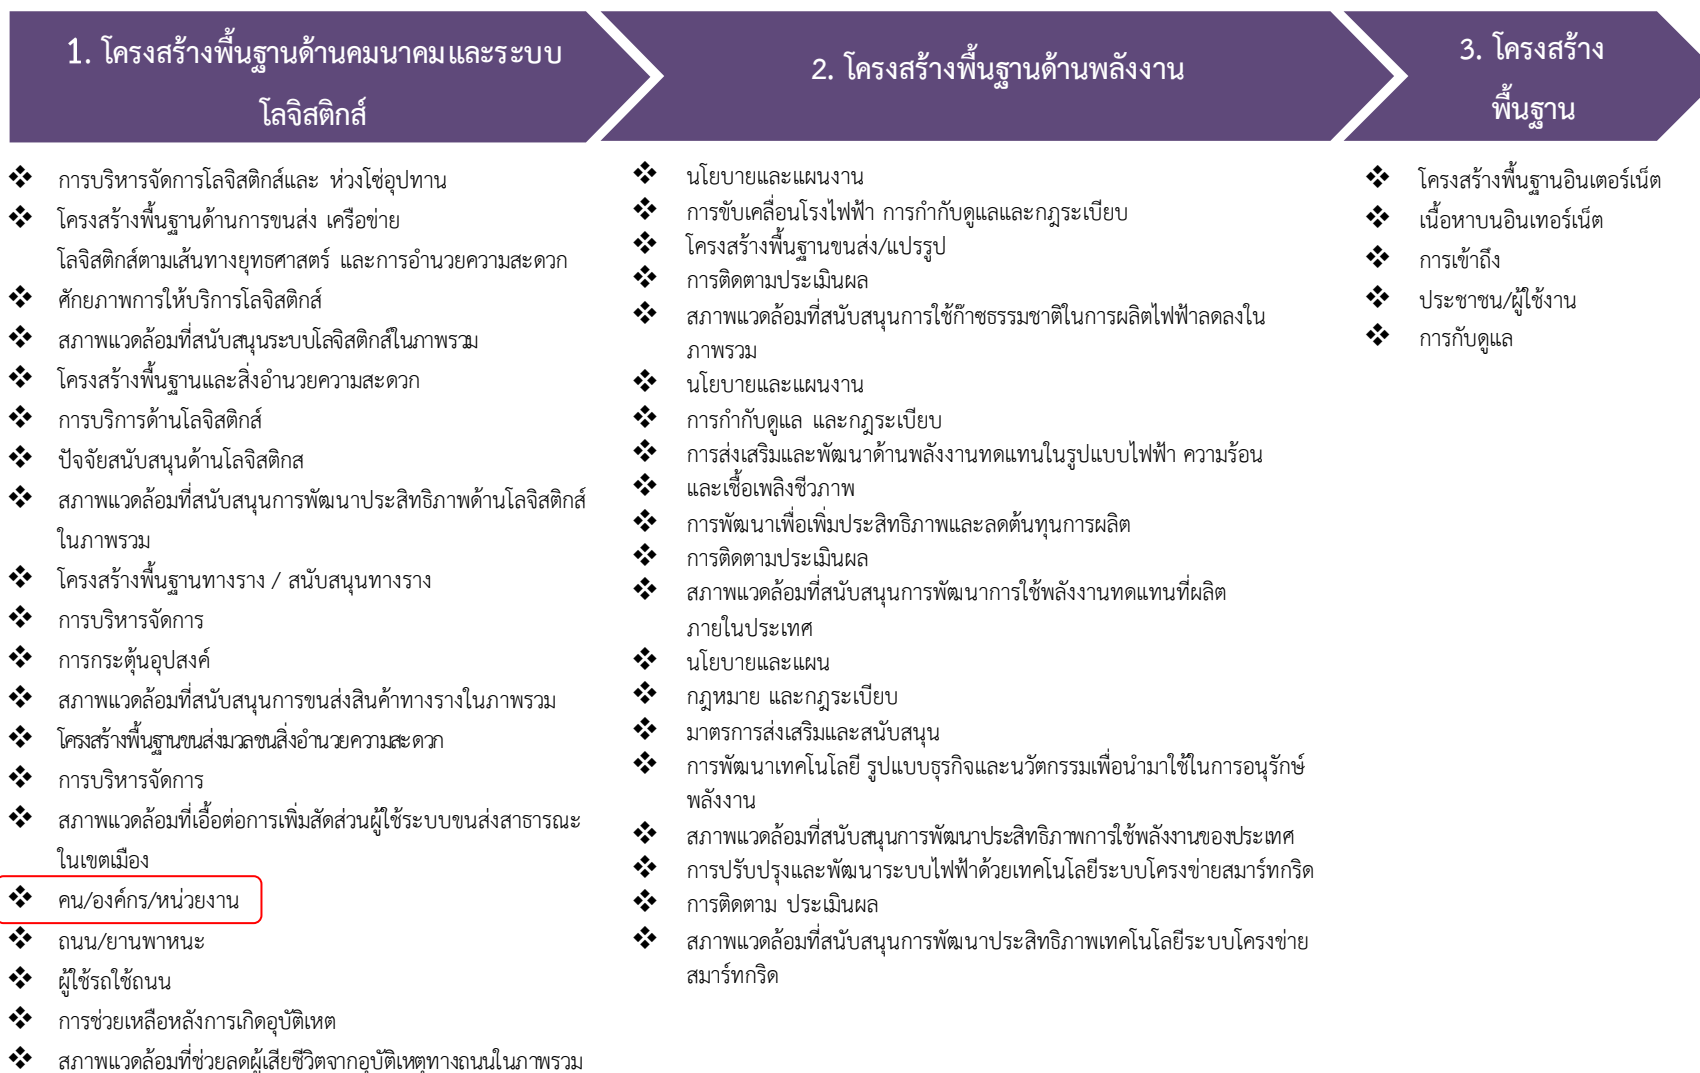 1. โครงสร้างพื้นฐานด้านคมนาคมและระบบ
โลจิสติกส์
2. โครงสร้างพื้นฐานด้านพลังงาน
3. โครงสร้าง
พื้นฐาน
❖ การบริหารจัดการโลจิสติกส์และ ห่วงโซ่อุปทาน
❖ โครงสร้างพื้นฐานด้านการขนส่ง เครือข่าย
โลจิสติกส์ตามเส้นทางยุทธศาสตร์ และการอำนวยความสะดวก
❖ ศักยภาพการให้บริการโลจิสติกส์
❖ สภาพแวดล้อมที่สนับสนุนระบบโลจิสติกส์ในภาพรวม
❖ โครงสร้างพื้นฐานและสิ่งอำนวยความสะดวก
❖ การบริการด้านโลจิสติกส์
❖ ปัจจัยสนับสนุนด้านโลจิสติกส
❖ สภาพแวดล้อมที่สนับสนุนการพัฒนาประสิทธิภาพด้านโลจิสติกส์
ในภาพรวม
❖ โครงสร้างพื้นฐานทางราง / สนับสนุนทางราง
❖ การบริหารจัดการ
❖ การกระตุ้นอุปสงค์
❖ สภาพแวดล้อมที่สนับสนุนการขนส่งสินค้าทางรางในภาพรวม
❖ โครงสร้างพื้นฐานขนส่งมวลชนสิ่งอำนวยความสะดวก
❖ การบริหารจัดการ
❖ สภาพแวดล้อมที่เอื้อต่อการเพิ่มสัดส่วนผู้ใช้ระบบขนส่งสาธารณะ
ในเขตเมือง
❖ คน/องค์กร/หน่วยงาน
❖ ถนน/ยานพาหนะ
❖ ผู้ใช้รถใช้ถนน
❖ การช่วยเหลือหลังการเกิดอุบัติเหต
❖ สภาพแวดล้อมที่ช่วยลดผู้เสียชีวิตจากอุบัติเหตุทางถนนในภาพรวม
❖ นโยบายและแผนงาน
❖ การขับเคลื่อนโรงไฟฟ้า การกำกับดูแลและกฎระเบียบ
❖ โครงสร้างพื้นฐานขนส่ง/แปรรูป
❖ การติดตามประเมินผล
❖ สภาพแวดล้อมที่สนับสนุนการใช้ก๊าซธรรมชาติในการผลิตไฟฟ้าลดลงใน
ภาพรวม
❖ นโยบายและแผนงาน
❖ การกำกับดูแล และกฎระเบียบ
❖ การส่งเสริมและพัฒนาด้านพลังงานทดแทนในรูปแบบไฟฟ้า ความร้อน
❖ และเชื้อเพลิงชีวภาพ
❖ การพัฒนาเพื่อเพิ่มประสิทธิภาพและลดต้นทุนการผลิต
❖ การติดตามประเมินผล
❖ สภาพแวดล้อมที่สนับสนุนการพัฒนาการใช้พลังงานทดแทนที่ผลิต
ภายในประเทศ
❖ นโยบายและแผน
❖ กฎหมาย และกฎระเบียบ
❖ มาตรการส่งเสริมและสนับสนุน
❖ การพัฒนาเทคโนโลยี รูปแบบธุรกิจและนวัตกรรมเพื่อนำมาใช้ในการอนุรักษ์
พลังงาน
❖ สภาพแวดล้อมที่สนับสนุนการพัฒนาประสิทธิภาพการใช้พลังงานของประเทศ
❖ การปรับปรุงและพัฒนาระบบไฟฟ้าด้วยเทคโนโลยีระบบโครงข่ายสมาร์ทกริด
❖ การติดตาม ประเมินผล
❖ สภาพแวดล้อมที่สนับสนุนการพัฒนาประสิทธิภาพเทคโนโลยีระบบโครงข่าย
สมาร์ทกริด
❖ โครงสร้างพื้นฐานอินเตอร์เน็ต
❖ เนื้อหาบนอินเทอร์เน็ต
❖ การเข้าถึง
❖ ประชาชน/ผู้ใช้งาน
❖ การกับดูแล